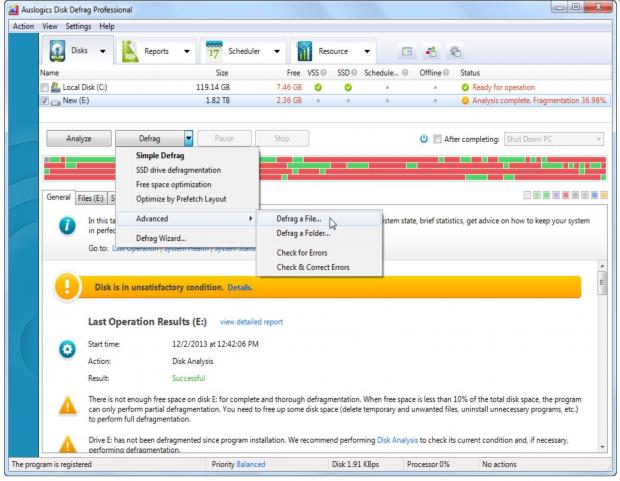 Auslogics Disk Defrag Professional
Action View Settings Help
Disks Reports 17 Scheduler Resource
Name Size Free VSS SSD Schedule... Offline Status
Local Disk (C:) 119.14 GB 7.46 GB Ready for operation
New (E:) 1.82 TB 2.36 GB Analysis complete. Fragmentation 36.98%.
Analyze Defrag Pause Stop After completing: Shut Down PC
Simple Defrag
SSD drive defragmentation
Free space optimization
Optimize by Prefetch Layout
Advanced
Defrag Wizard...
Defrag a File...
Defrag a Folder...
Check for Errors
Check & Correct Errors
General Files (E:) S
In this ta stem state, brief statistics, get advice on how to keep your system
in perfec
Go to: Last Operation | System Health | System Statis
Disk is in unsatisfactory condition. Details.
Last Operation Results (E:) view detailed report
Start time: 12/2/2013 at 12:42:06 PM
Action: Disk Analysis
Result: Successful
There is not enough free space on disk E: for complete and thorough defragmentation. When free space is less than 10% of the total disk space, the program
can only perform partial defragmentation. You need to free up some disk space (delete temporary and unwanted files, uninstall unnecessary programs, etc.)
to perform full defragmentation.
Drive E: has not been defragmented since program installation. We recommend performing Disk Analysis to check its current condition and, if necessary,
performing defragmentation.
The program is registered Priority Balanced Disk 1.91 KBps Processor 0% No actions